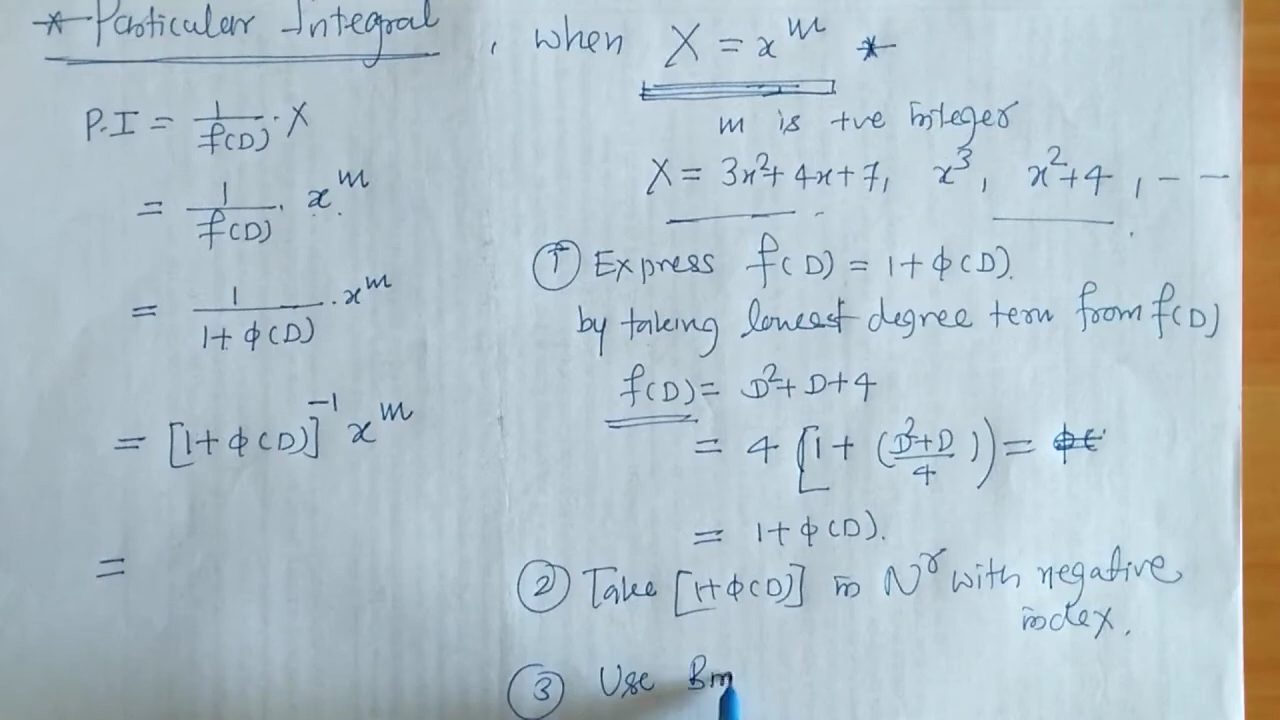 * Particular Integral, when X = x^m *
m is +ve integer
P.I = 1/f(D) · X
X = 3x²+4x+7, x³, x²+4, - -
= 1/f(D) · x^m
= 1/(1+φ(D)) · x^m
= [1+φ(D)]^-1 x^m
=
① Express f(D) = 1+φ(D).
by taking lowest degree term from f(D)
f(D) = D²+D+4
= 4 [1+ ((D²+D)/4)] =
= 1+φ(D).
② Take [1+φ(D)] in N^r with negative
index.
③ Use Bin